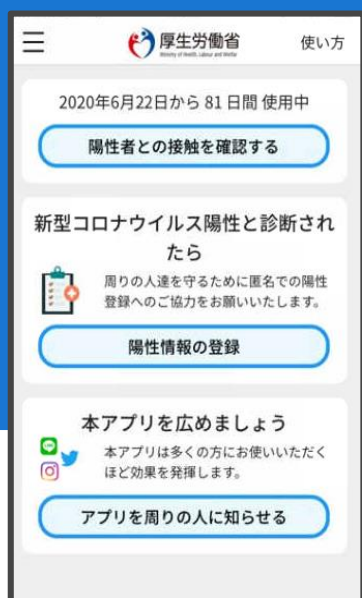 厚生労働省
Ministry of Health, Labour and Welfare
使い方
2020年6月22日から 81 日間 使用中
陽性者との接触を確認する
新型コロナウイルス陽性と診断され
たら
周りの人達を守るために匿名での陽性
登録へのご協力をお願いいたします。
陽性情報の登録
本アプリを広めましょう
LINE
本アプリは多くの方にお使いいただく
ほど効果を発揮します。
アプリを周りの人に知らせる